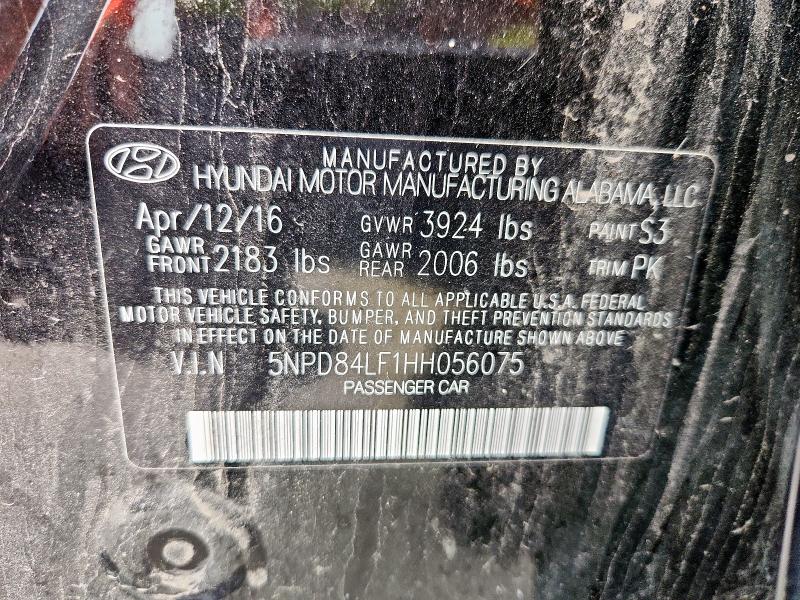 MANUFACTURED BY
HYUNDAI MOTOR MANUFACTURING ALABAMA, LLC
Apr/12/16 GVWR 3924 lbs PAINT S3
GAWR FRONT 2183 lbs GAWR REAR 2006 lbs TRIM PK
THIS VEHICLE CONFORMS TO ALL APPLICABLE U.S.A. FEDERAL
MOTOR VEHICLE SAFETY, BUMPER, AND THEFT PREVENTION STANDARDS
IN EFFECT ON THE DATE OF MANUFACTURE SHOWN ABOVE
V.I.N 5NPD84LF1HH056075
PASSENGER CAR